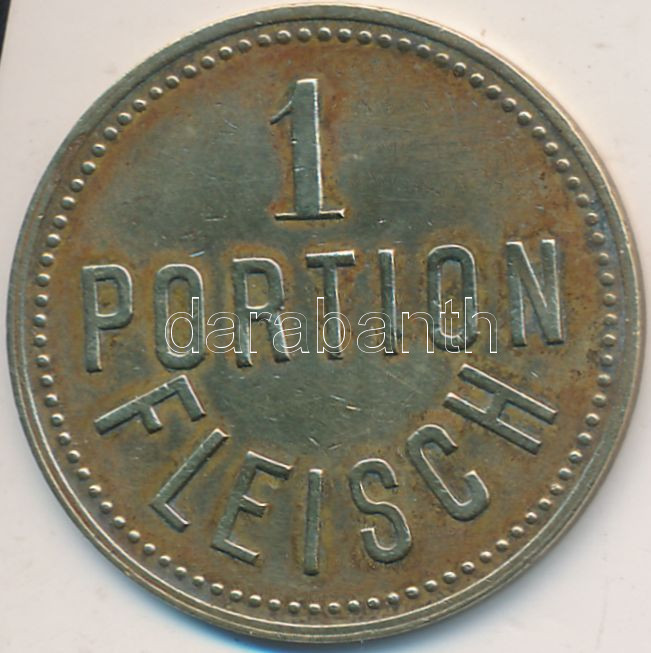 1
PORTION
darabanth
FLEISCH